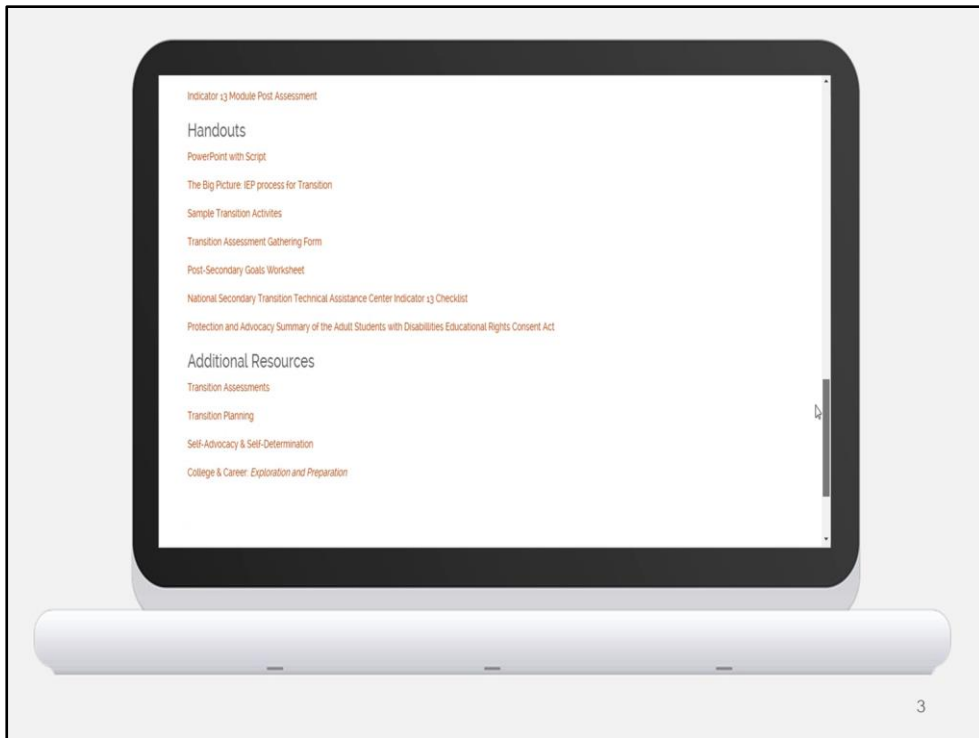 Indicator 13 Module Post Assessment
Handouts
PowerPoint with Script
The Big Picture: IEP process for Transition
Sample Transition Activites
Transition Assessment Gathering Form
Post-Secondary Goals Worksheet
National Secondary Transition Technical Assistance Center Indicator 13 Checklist
Protection and Advocacy Summary of the Adult Students with Disabillities Educational Rights Consent Act
Additional Resources
Transition Assessments
Transition Planning
Self-Advocacy & Self-Determination
College & Career: Exploration and Preparation
3